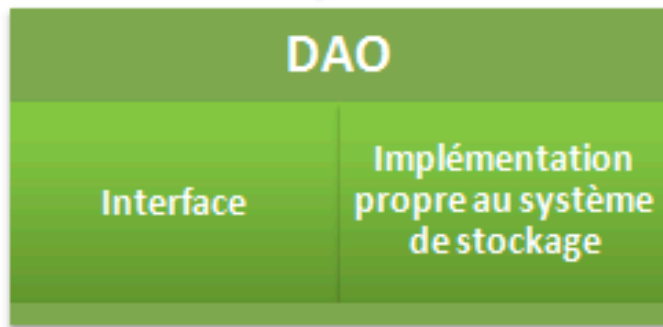 DAO
Interface
Implémentation
propre au système
de stockage